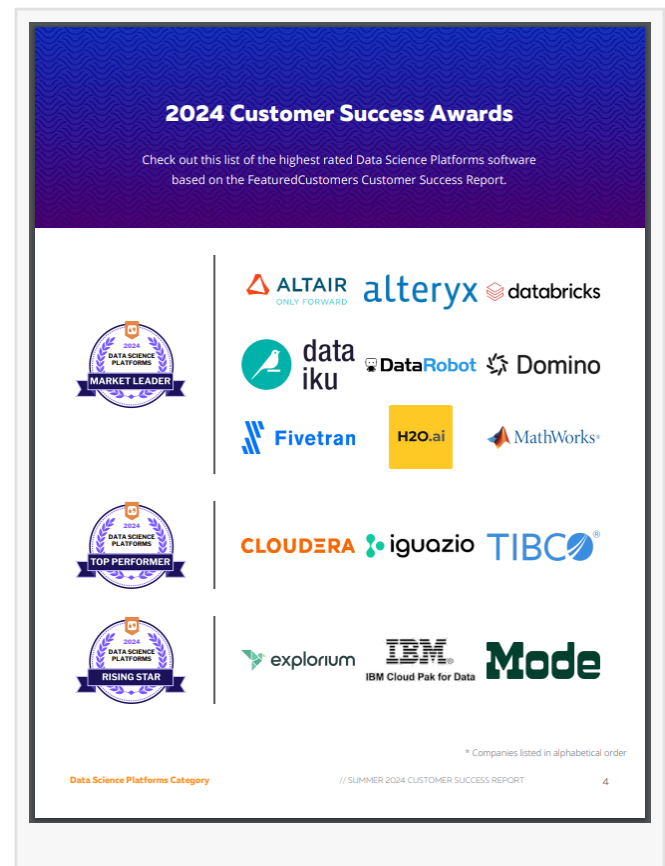 2024 Customer Success Awards
Check out this list of the highest rated Data Science Platforms software
based on the FeaturedCustomers Customer Success Report.
2024
DATA SCIENCE
PLATFORMS
MARKET LEADER
ALTAIR
ONLY FORWARD
alteryx
databricks
data
iku
DataRobot
Domino
Fivetran
H2O.ai
MathWorks®
2024
DATA SCIENCE
PLATFORMS
TOP PERFORMER
CLOUDERA
iguazio
TIBCO®
2024
DATA SCIENCE
PLATFORMS
RISING STAR
explorium
IBM®
IBM Cloud Pak for Data
Mode
* Companies listed in alphabetical order
Data Science Platforms Category
// SUMMER 2024 CUSTOMER SUCCESS REPORT
4